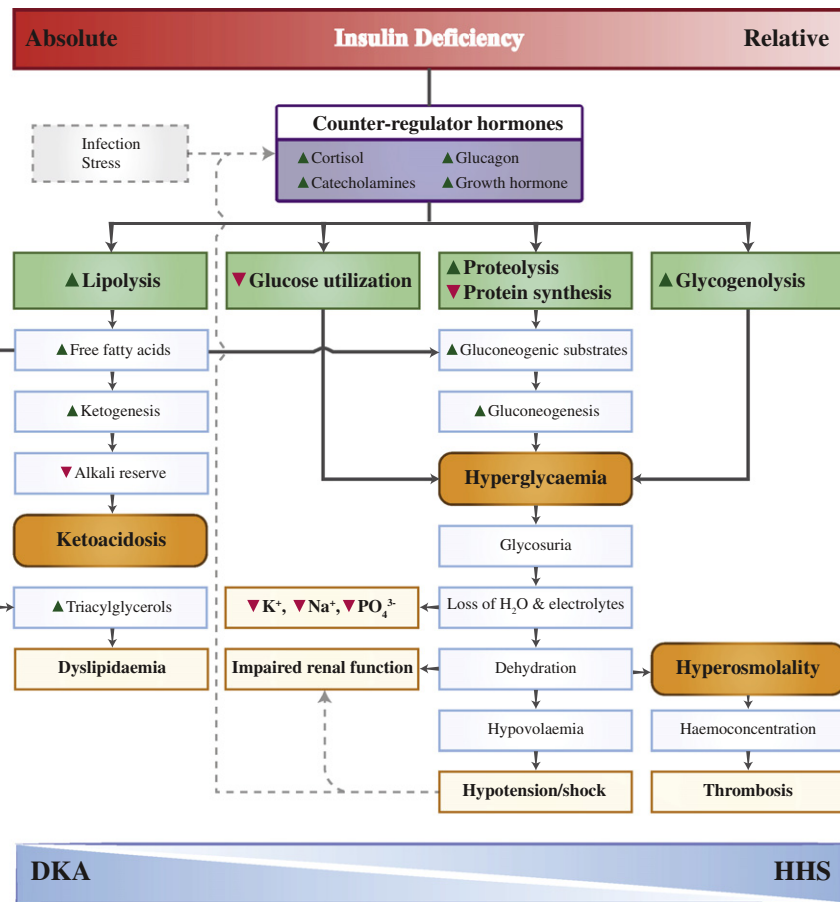 Absolute Insulin Deficiency Relative
Counter-regulator hormones
▲Cortisol ▲Glucagon
▲Catecholamines ▲Growth hormone
Infection
Stress
▲Lipolysis
▼Glucose utilization
▲Proteolysis
▼Protein synthesis
▲Glycogenolysis
▲Free fatty acids
▲Gluconeogenic substrates
▲Ketogenesis
▲Gluconeogenesis
▼Alkali reserve
Hyperglycaemia
Ketoacidosis
Glycosuria
▲Triacylglycerols
▼K⁺, ▼Na⁺,▼PO₄³⁻
Loss of H₂O & electrolytes
Dyslipidaemia
Impaired renal function
Dehydration
Hyperosmolality
Hypovolaemia
Haemoconcentration
Hypotension/shock
Thrombosis
DKA HHS